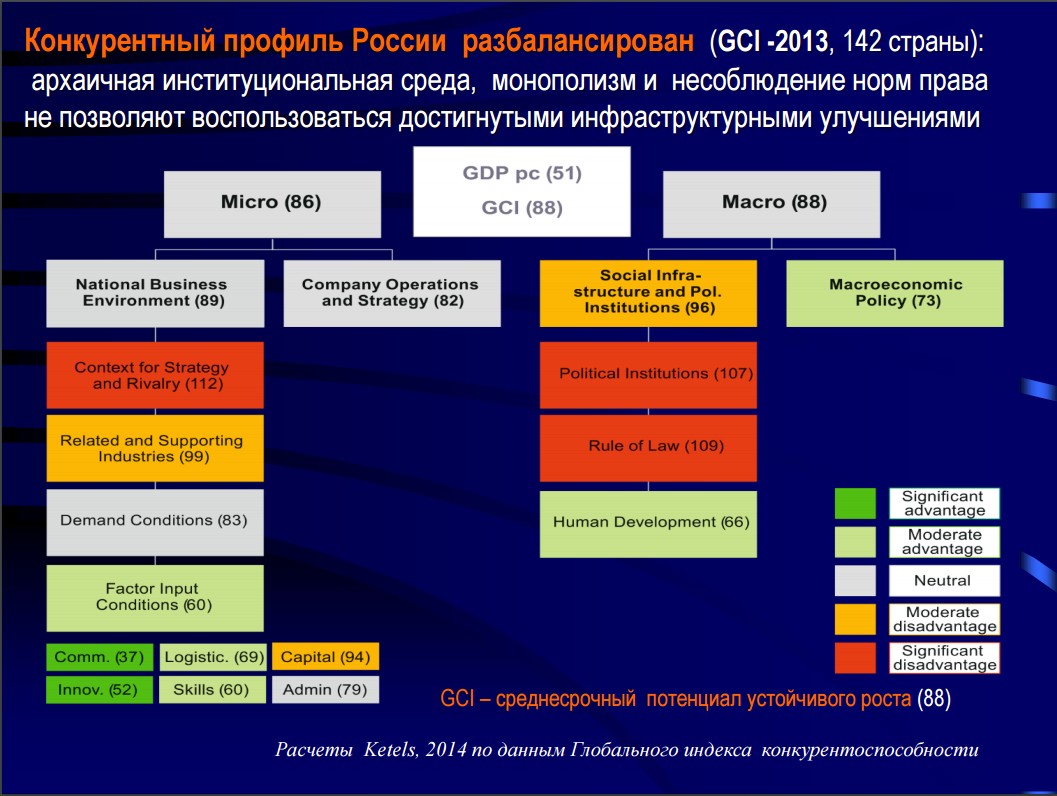 Конкурентный профиль России разбалансирован (GCI -2013, 142 страны):
архаичная институциональная среда, монополизм и несоблюдение норм права
не позволяют воспользоваться достигнутыми инфраструктурными улучшениями
GDP pc (51)
GCI (88)
Micro (86)
Macro (88)
National Business
Environment (89)
Company Operations
and Strategy (82)
Social Infra-
structure and Pol.
Institutions (96)
Macroeconomic
Policy (73)
Context for Strategy
and Rivalry (112)
Political Institutions (107)
Related and Supporting
Industries (99)
Rule of Law (109)
Demand Conditions (83)
Human Development (66)
Factor Input
Conditions (60)
Comm. (37)
Logistic. (69)
Capital (94)
Innov. (52)
Skills (60)
Admin (79)
Significant
advantage
Moderate
advantage
Neutral
Moderate
disadvantage
Significant
disadvantage
GCI – среднесрочный потенциал устойчивого роста (88)
Расчеты Ketels, 2014 по данным Глобального индекса конкурентоспособности